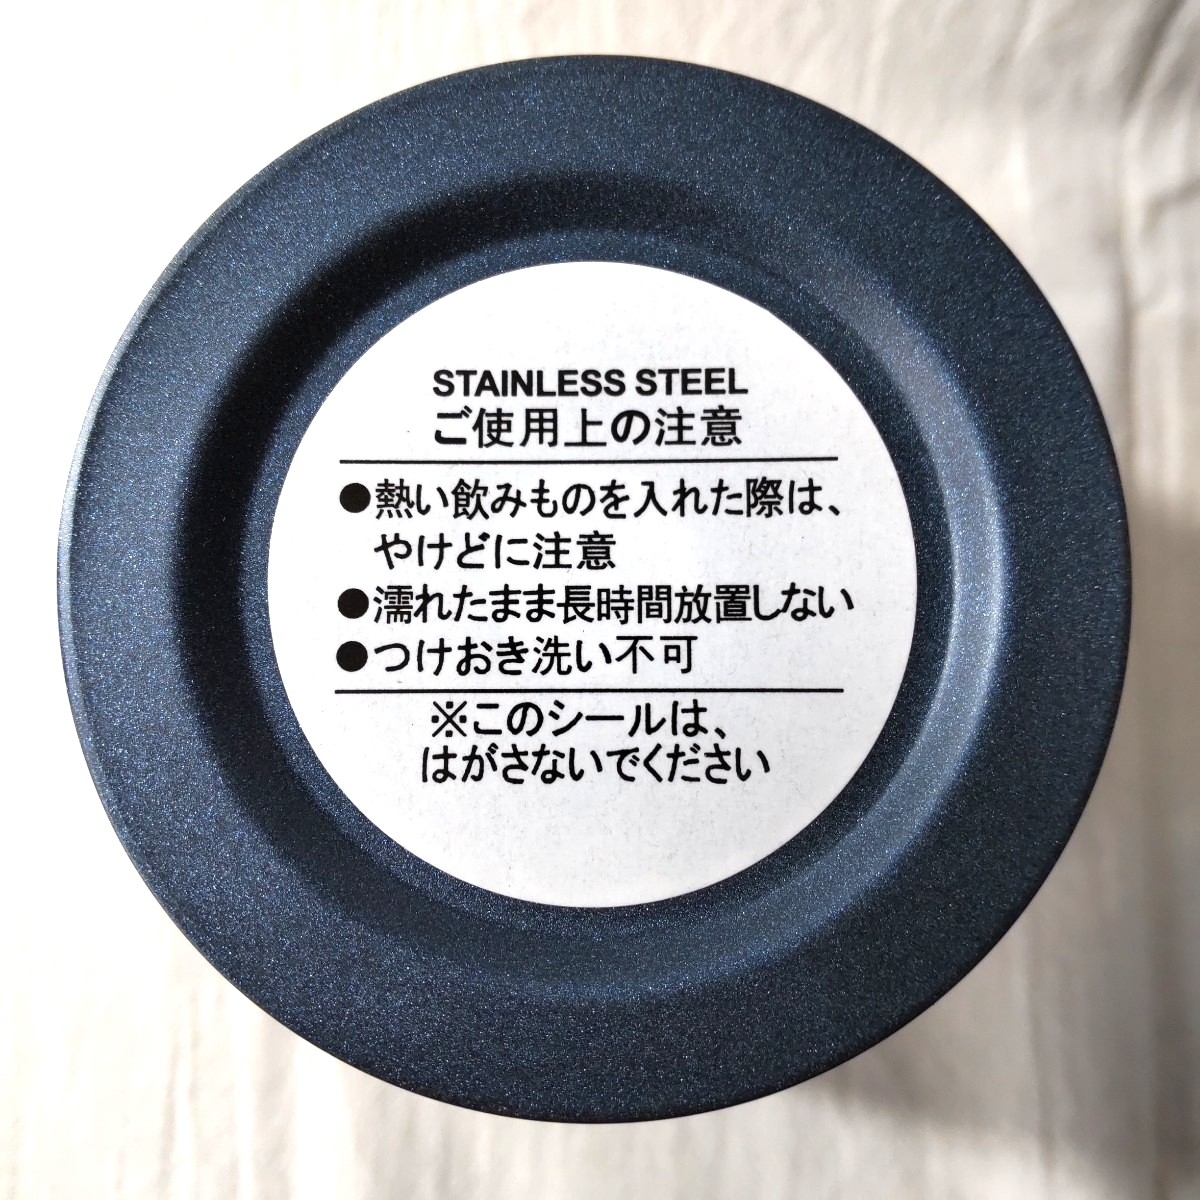 STAINLESS STEEL
ご使用上の注意
●熱い飲みものを入れた際は、
やけどに注意
●濡れたまま長時間放置しない
●つけおき洗い不可
※このシールは、
はがさないでください